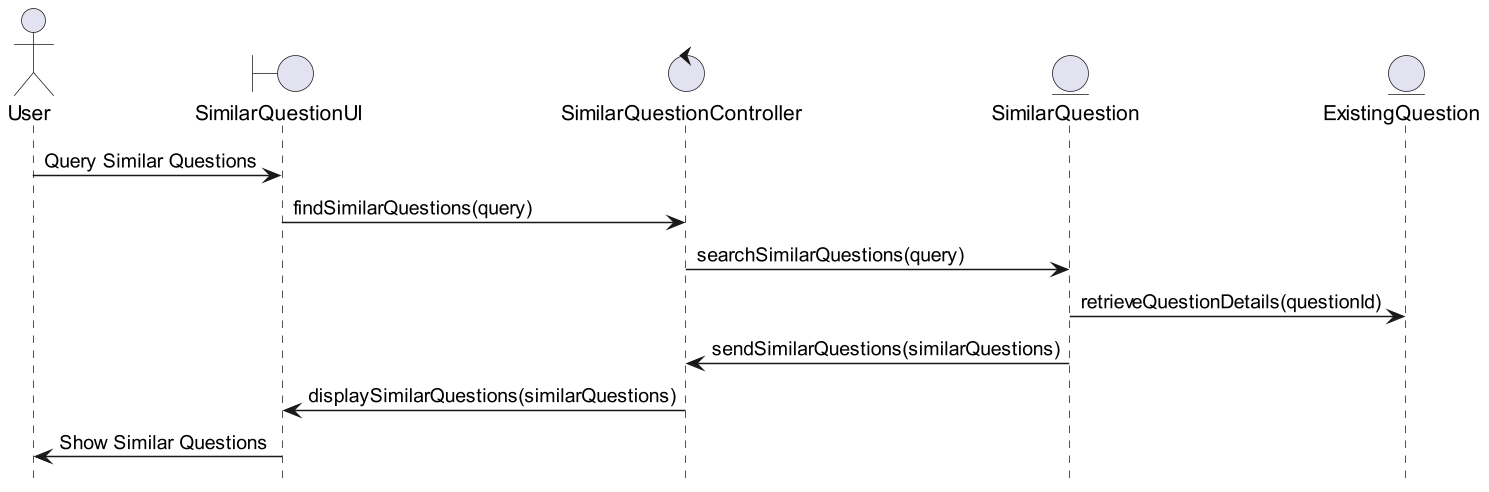 User
SimilarQuestionUI
SimilarQuestionController
SimilarQuestion
ExistingQuestion
Query Similar Questions
findSimilarQuestions(query)
searchSimilarQuestions(query)
retrieveQuestionDetails(questionId)
sendSimilarQuestions(similarQuestions)
displaySimilarQuestions(similarQuestions)
Show Similar Questions